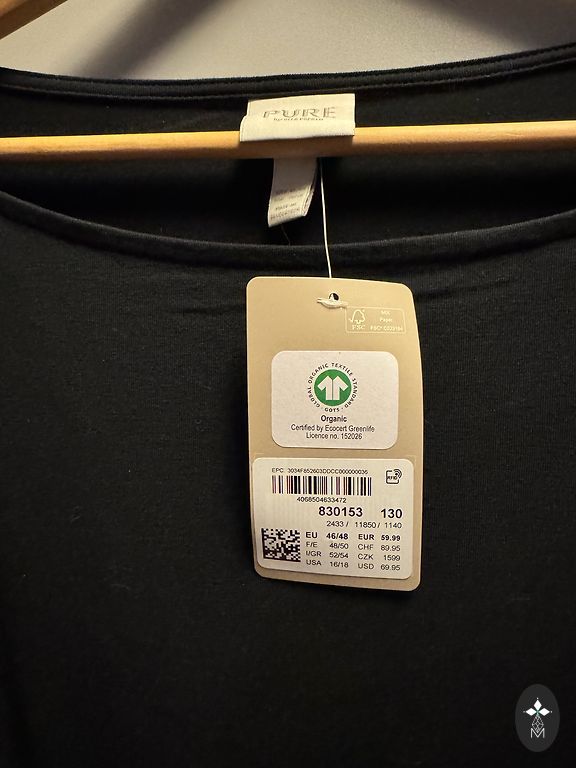 PURE
MIX
Paper
FSC
GLOBAL ORGANIC TEXTILE STANDARD
· GOTS ·
Organic
Certified by Ecocert Greenlife
Licence no. 152026
EPC: 3034F852603DDCC000000036
RFID
4068504633472
830153 130
2433 / 11850 / 1140
EU 46/48 EUR 59.99
F/E 48/50 CHF 89.95
I/GR 52/54 CZK 1599
USA 16/18 USD 69.95
M